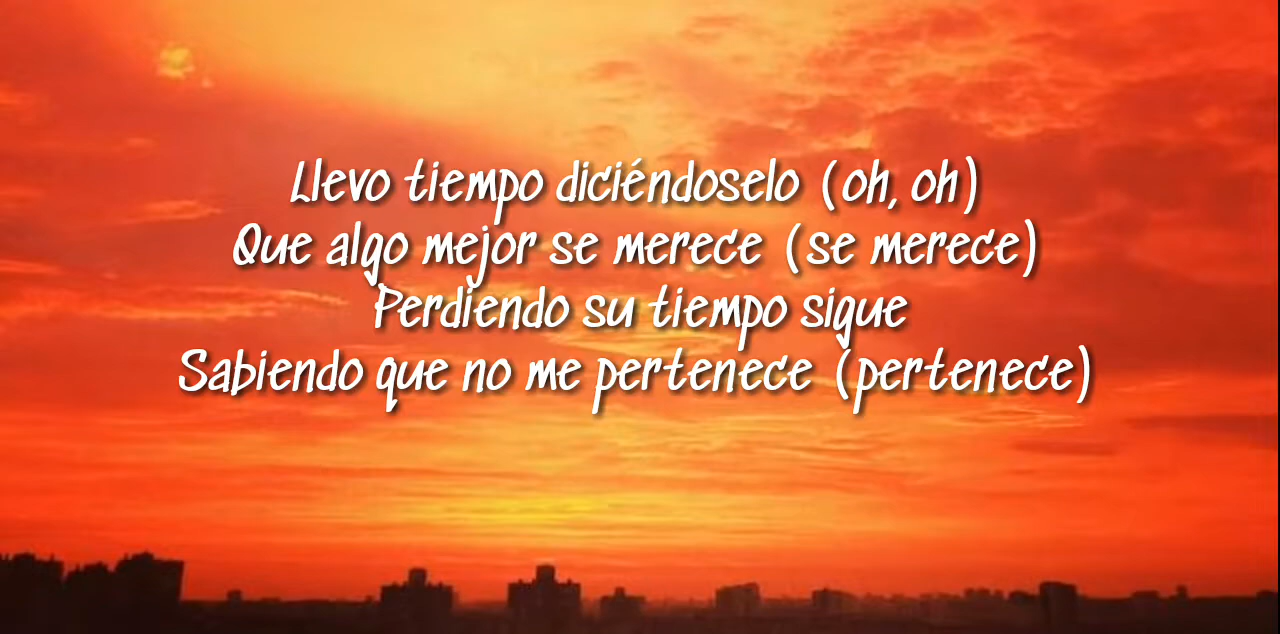 Llevo tiempo diciéndoselo (oh, oh)
Que algo mejor se merece (se merece)
Perdiendo su tiempo sigue
Sabiendo que no me pertenece (pertenece)